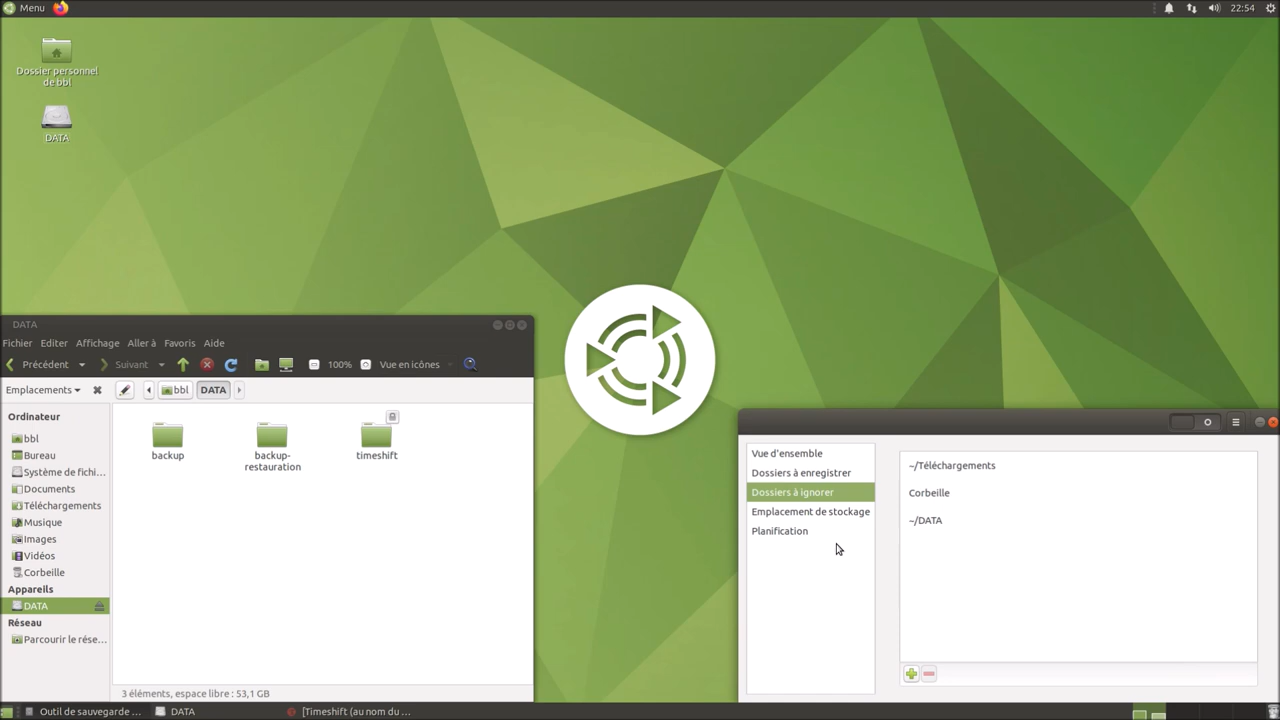 Menu
22:54
Dossier personnel
de bbl
DATA
DATA
Fichier Editer Affichage Favoris Aller à Aide
Précédent Suivant 100% Vue en icônes
Emplacements bbl DATA
Ordinateur
bbl
Bureau
Système de fichi...
Documents
Téléchargements
Musique
Images
Vidéos
Corbeille
Appareils
DATA
Réseau
Parcourir le rése...
backup
backup-
restauration
timeshift
3 éléments, espace libre : 53,1 GB
Vue d'ensemble
Dossiers à enregistrer
Dossiers à ignorer
Emplacement de stockage
Planification
~/Téléchargements
Corbeille
~/DATA
Outil de sauvegarde ... DATA [Timeshift (au nom du ...